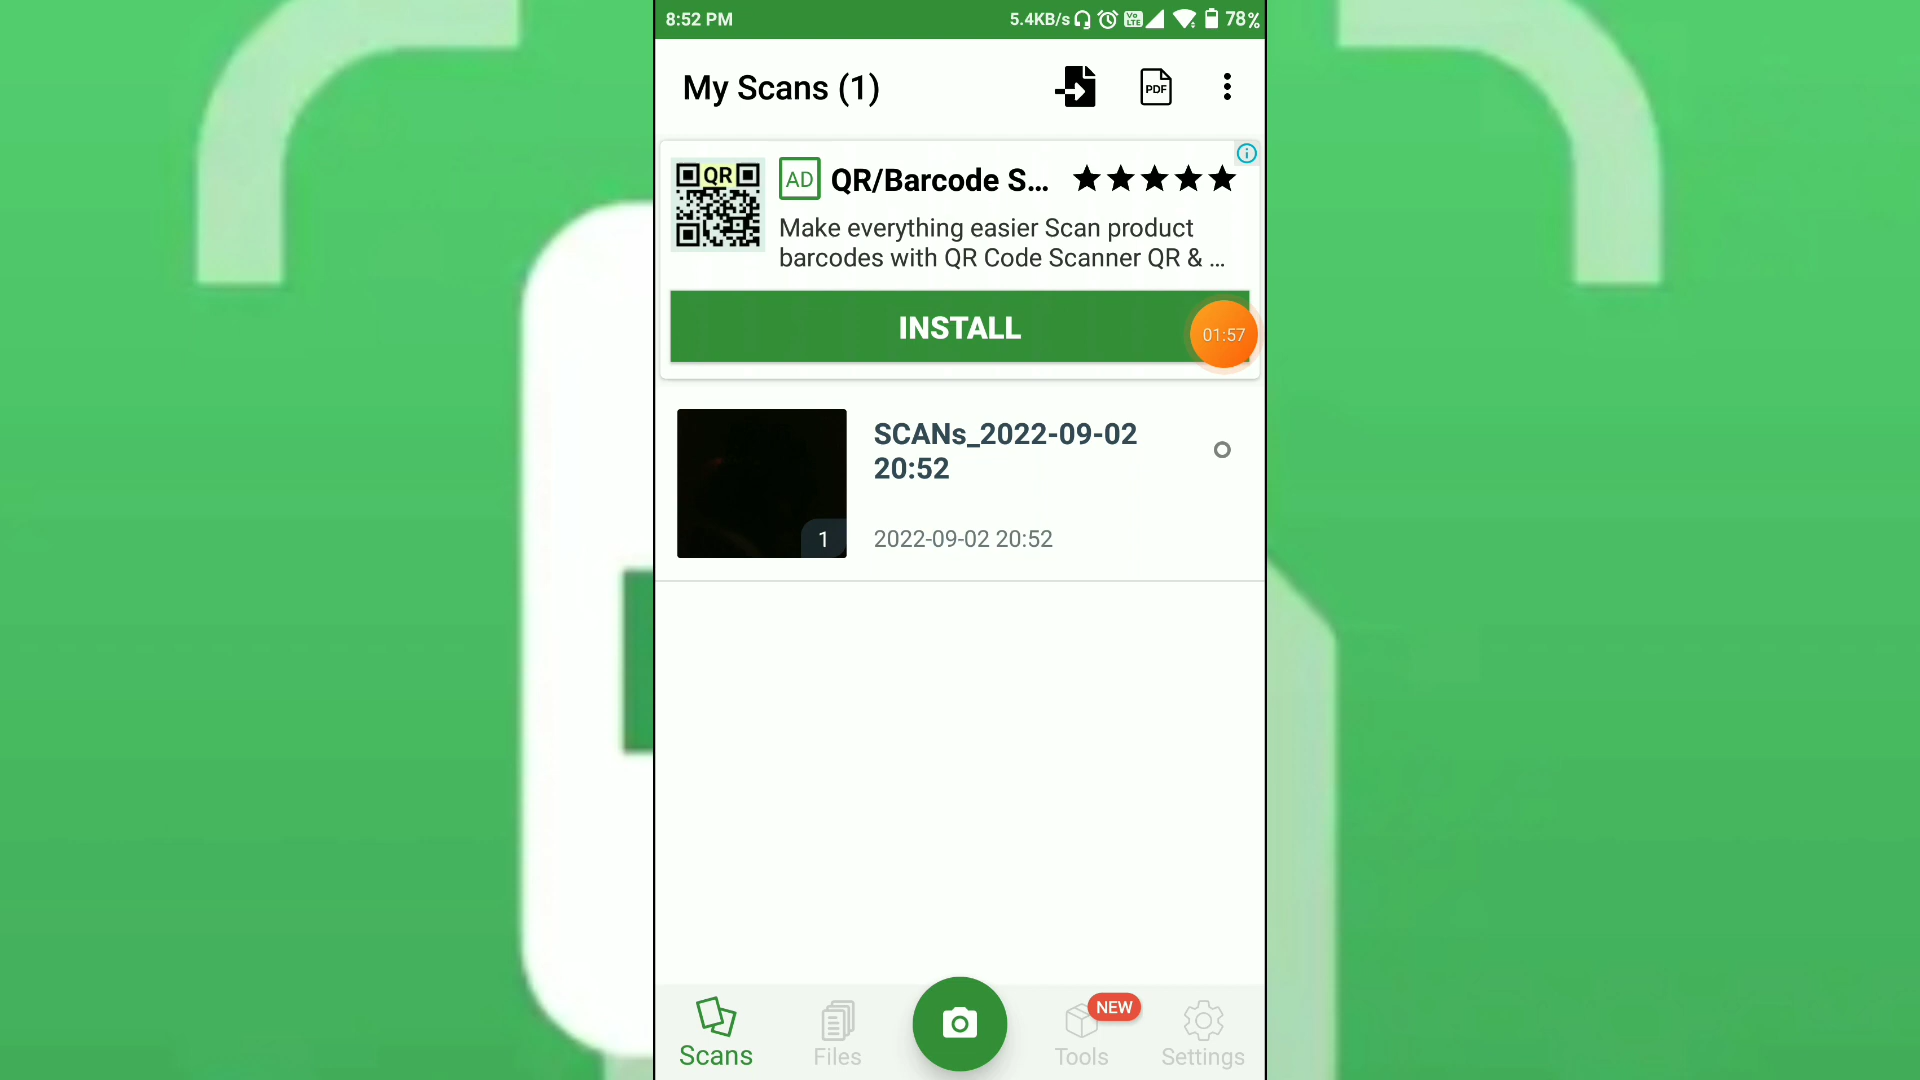 8:52 PM 5.4KB/s Vo LTE 78%
My Scans (1) PDF
QR AD QR/Barcode S...
Make everything easier Scan product
barcodes with QR Code Scanner QR & ...
INSTALL
01:57
SCANs_2022-09-02
20:52
1
2022-09-02 20:52
NEW
Scans Files Tools Settings